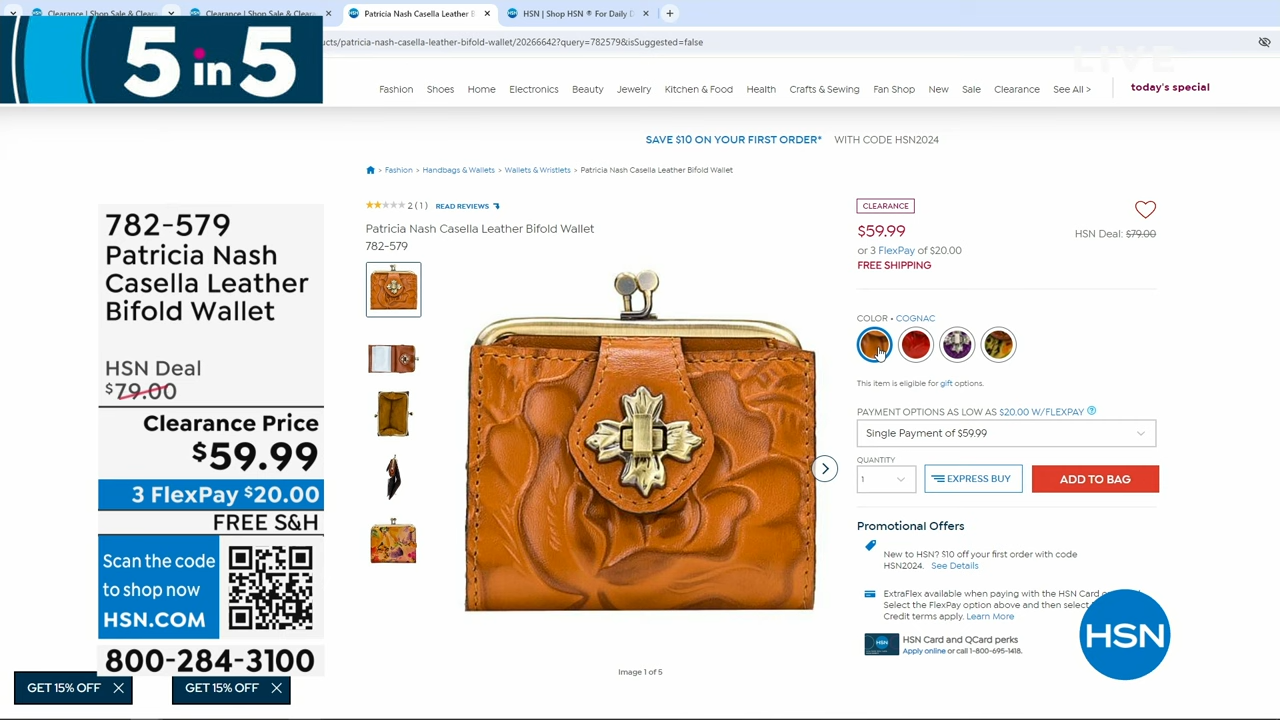 Clearance | Shop Sale & Clear
Clearance | Shop Sale & Clear
Patricia Nash Casella Leather B
HSN | Shop HSN ® For Daily D
5 in 5
ucts/patricia-nash-casella-leather-bifold-wallet/20266642?query=782579&isSuggested=false
LIVE
Fashion Shoes Home Electronics Beauty Jewelry Kitchen & Food Health Crafts & Sewing Fan Shop New Sale Clearance See All > today's special
SAVE $10 ON YOUR FIRST ORDER* WITH CODE HSN2024
> Fashion > Handbags & Wallets > Wallets & Wristlets > Patricia Nash Casella Leather Bifold Wallet
2 ( 1 ) READ REVIEWS
Patricia Nash Casella Leather Bifold Wallet
782-579
782-579
Patricia Nash
Casella Leather
Bifold Wallet
HSN Deal
$79.00
Clearance Price
$59.99
3 FlexPay $20.00
FREE S&H
Scan the code
to shop now
HSN.COM
800-284-3100
GET 15% OFF
GET 15% OFF
Image 1 of 5
CLEARANCE
$59.99
HSN Deal: $79.00
or 3 FlexPay of $20.00
FREE SHIPPING
COLOR • COGNAC
This item is eligible for gift options.
PAYMENT OPTIONS AS LOW AS $20.00 W/FLEXPAY ?
Single Payment of $59.99
QUANTITY
1
EXPRESS BUY
ADD TO BAG
Promotional Offers
New to HSN? $10 off your first order with code
HSN2024. See Details
ExtraFlex available when paying with the HSN Card
Select the FlexPay option above and then select
Credit terms apply. Learn More
HSN Card and QCard perks
Apply online or call 1-800-695-1418.
HSN